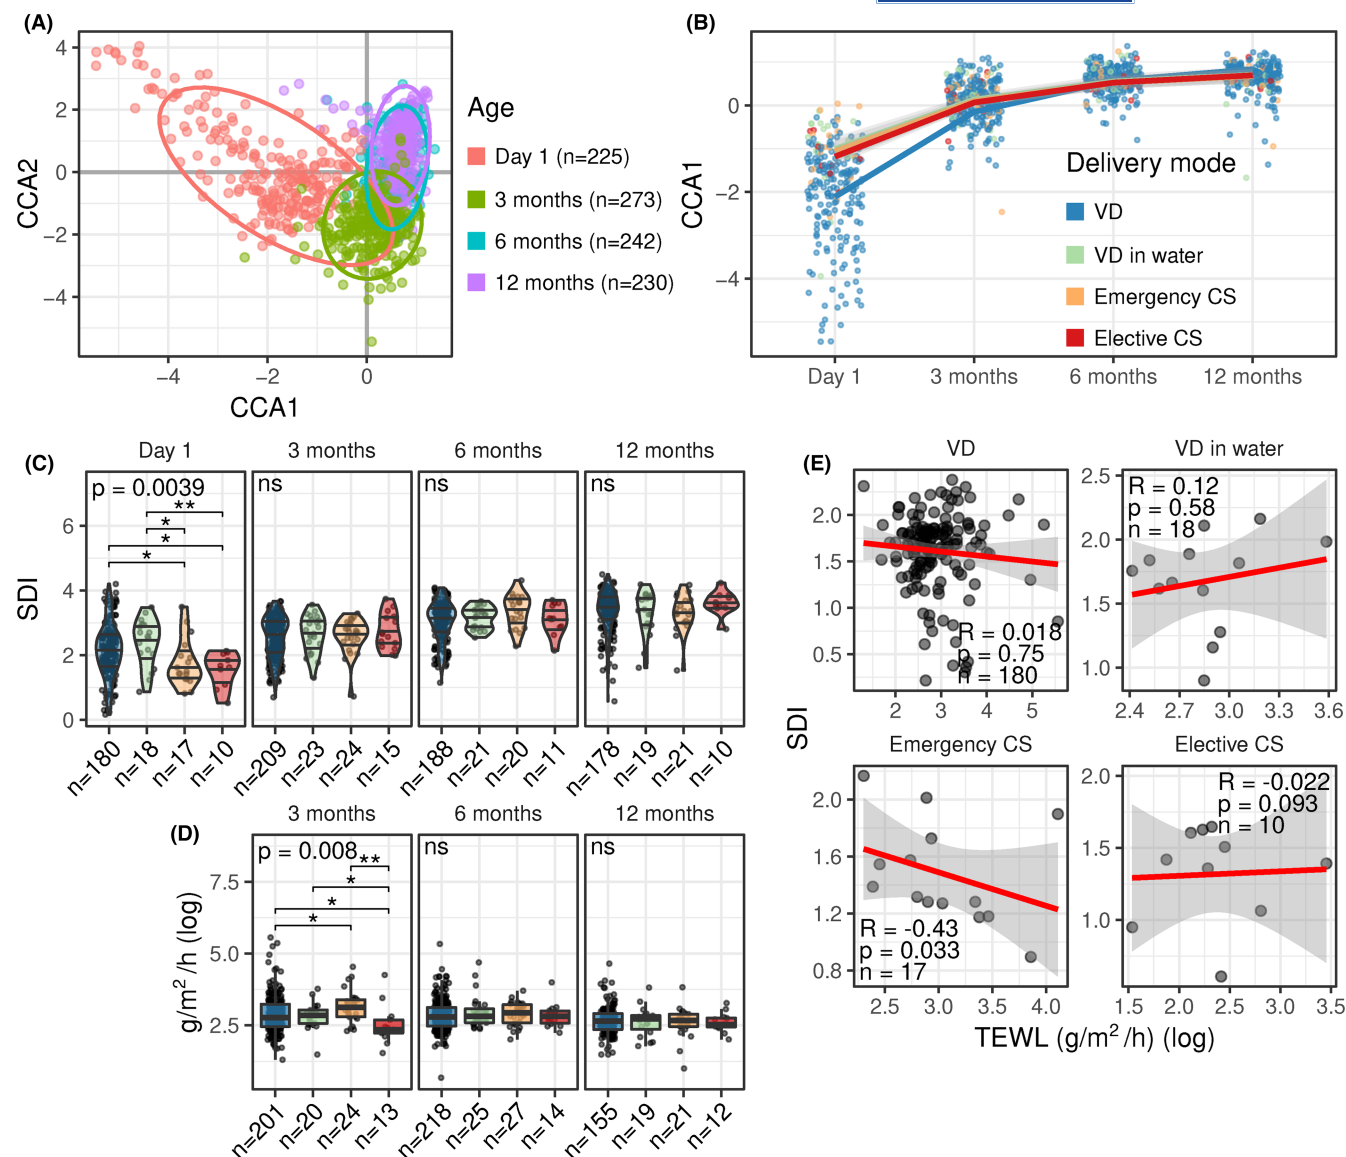 (A)
4
2
0
−2
−4
CCA2
−4
−2
0
CCA1
Age
Day 1 (n=225)
3 months (n=273)
6 months (n=242)
12 months (n=230)
(B)
0
−2
−4
CCA1
Delivery mode
VD
VD in water
Emergency CS
Elective CS
Day 1
3 months
6 months
12 months
(C)
Day 1
3 months
6 months
12 months
p = 0.0039
**
*
*
*
ns
ns
ns
6
4
2
0
SDI
n=180
n=18
n=17
n=10
n=209
n=23
n=24
n=15
n=188
n=21
n=20
n=11
n=178
n=19
n=21
n=10
(D)
3 months
6 months
12 months
p = 0.008
**
*
*
*
ns
ns
7.5
5.0
2.5
g/m²/h (log)
n=201
n=20
n=24
n=13
n=218
n=25
n=27
n=14
n=155
n=19
n=21
n=12
(E)
VD
2.0
1.5
1.0
0.5
R = 0.018
p = 0.75
n = 180
2
3
4
5
VD in water
2.5
2.0
1.5
1.0
R = 0.12
p = 0.58
n = 18
2.4
2.7
3.0
3.3
3.6
SDI
Emergency CS
2.0
1.6
1.2
0.8
R = -0.43
p = 0.033
n = 17
2.5
3.0
3.5
4.0
Elective CS
2.0
1.5
1.0
R = -0.022
p = 0.093
n = 10
1.5
2.0
2.5
3.0
3.5
TEWL (g/m²/h) (log)